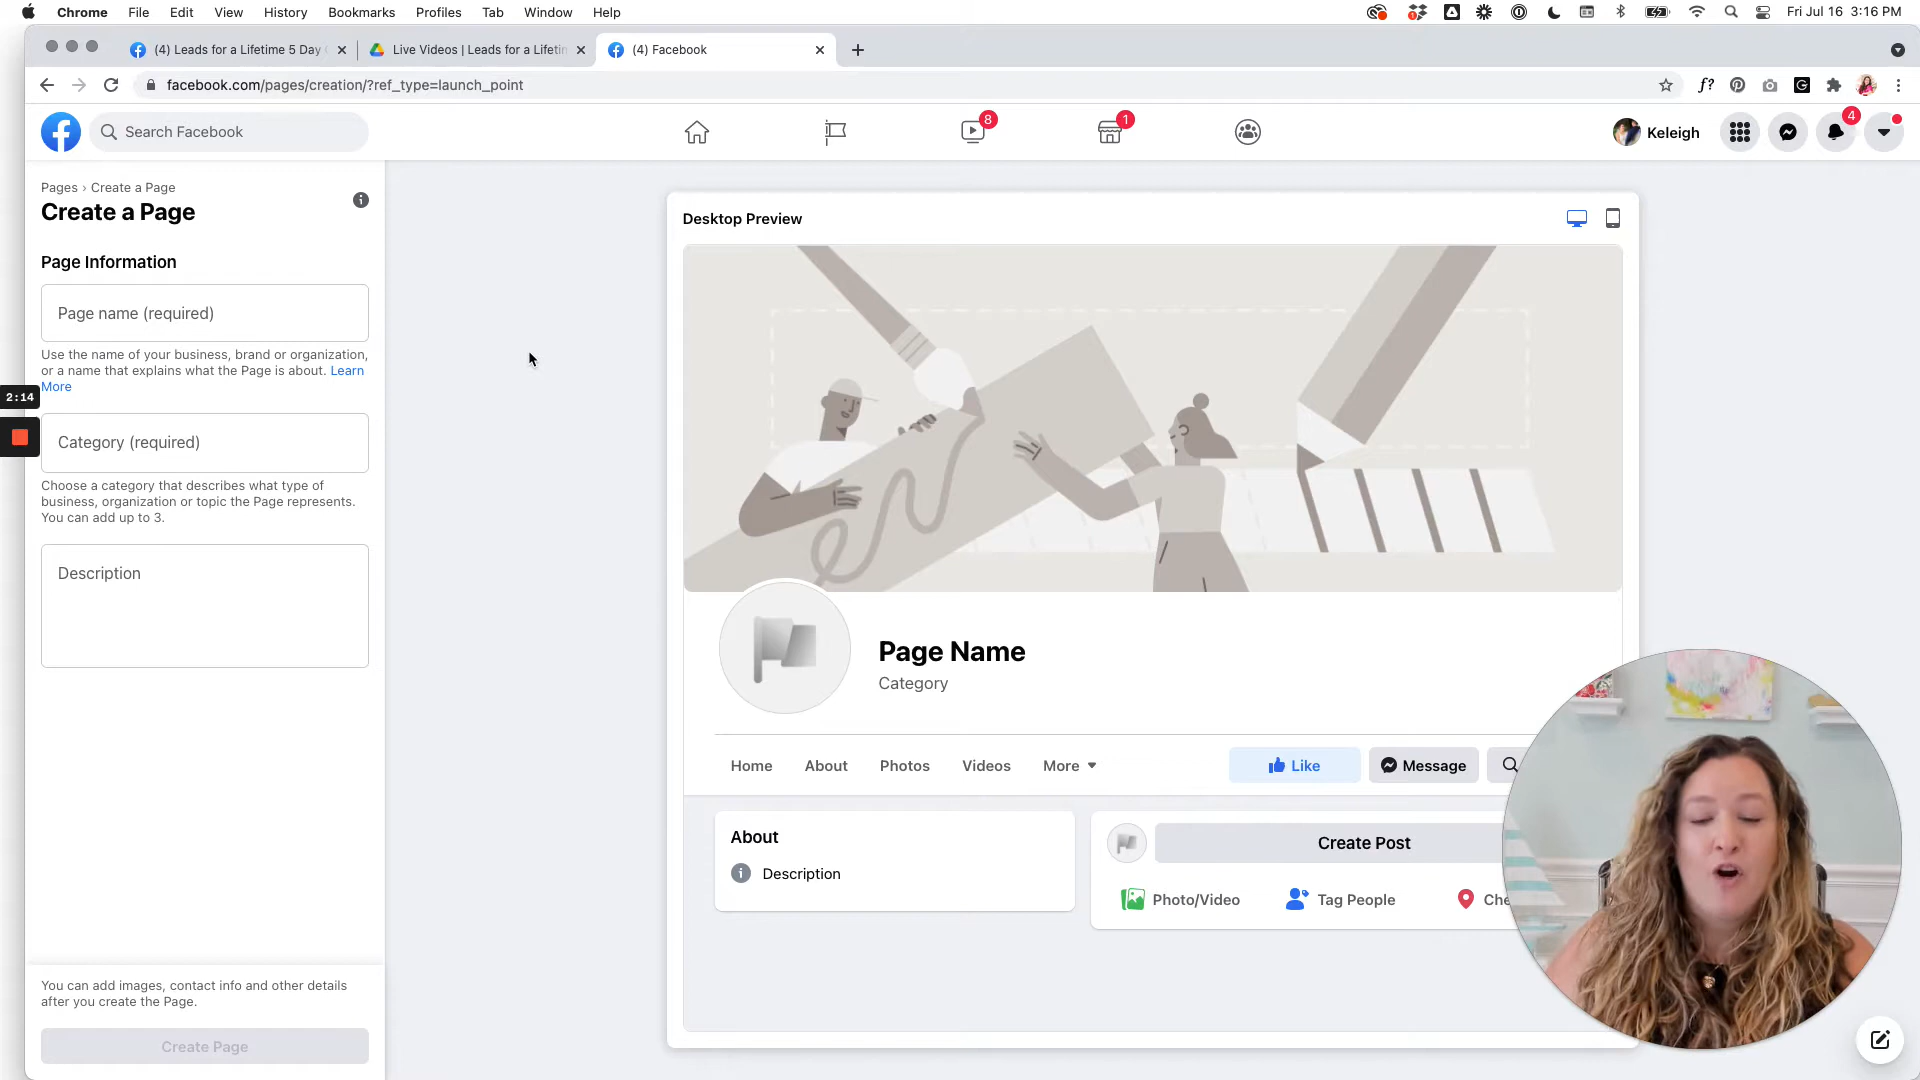 Chrome File Edit View History Bookmarks Profiles Tab Window Help
1
Fri Jul 16 3:16 PM
(4) Leads for a Lifetime 5 Day
Live Videos | Leads for a Lifetim
(4) Facebook
facebook.com/pages/creation/?ref_type=launch_point
f?
Search Facebook
8
1
Keleigh
4
Pages › Create a Page
Create a Page
Page Information
Page name (required)
Use the name of your business, brand or organization,
or a name that explains what the Page is about. Learn
More
2:14
Category (required)
Choose a category that describes what type of
business, organization or topic the Page represents.
You can add up to 3.
Description
You can add images, contact info and other details
after you create the Page.
Create Page
Desktop Preview
Page Name
Category
Home About Photos Videos More
Like Message
About
Description
Create Post
Photo/Video Tag People Che